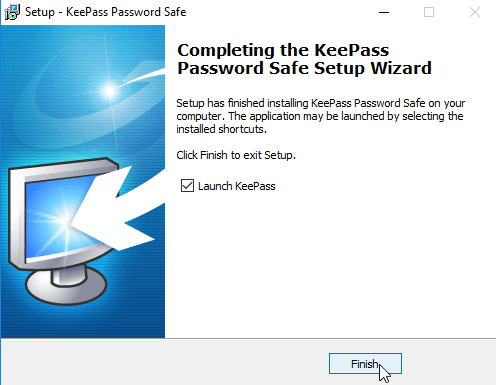 Setup - KeePass Password Safe
Completing the KeePass
Password Safe Setup Wizard
Setup has finished installing KeePass Password Safe on your
computer. The application may be launched by selecting the
installed shortcuts.
Click Finish to exit Setup.
Launch KeePass
Finish